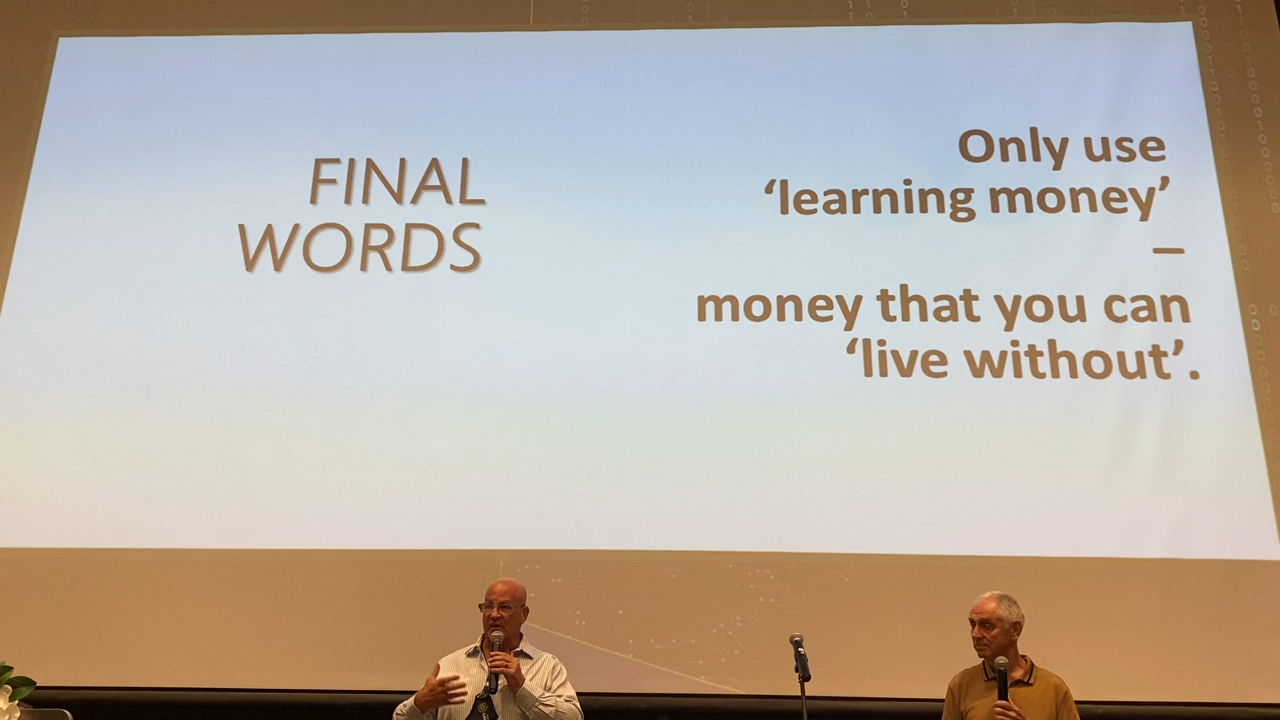 FINAL
WORDS
Only use
‘learning money’
–
money that you can
‘live without’.